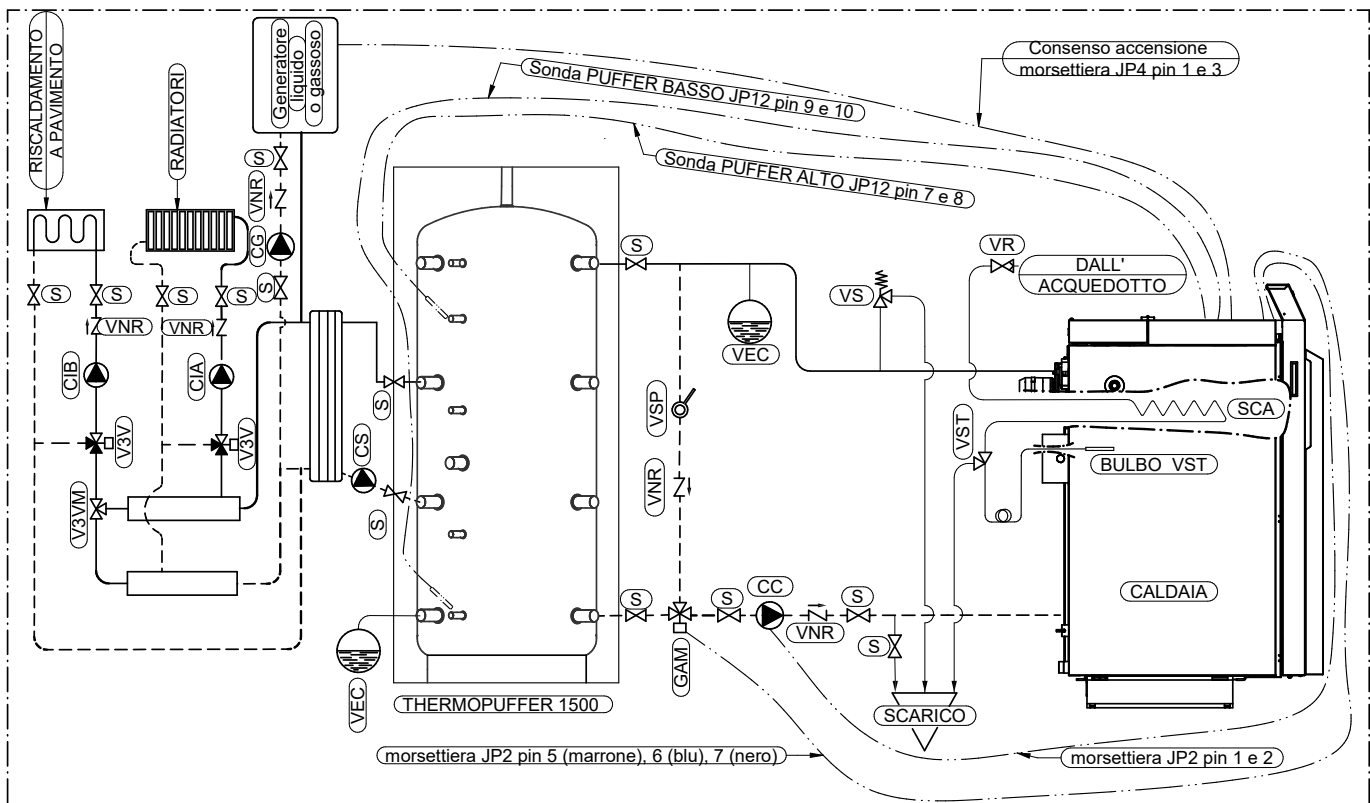 RISCALDAMENTO
A PAVIMENTO
RADIATORI
Generatore
liquido
o gassoso
Sonda PUFFER BASSO JP12 pin 9 e 10
Sonda PUFFER ALTO JP12 pin 7 e 8
Consenso accensione
morsettiera JP4 pin 1 e 3
S
VNR
CG
S
S
S
S
S
VNR
VNR
CIB
CIA
V3V
V3V
V3VM
S
CS
S
S
VEC
VS
VR
DALL'
ACQUEDOTTO
VSP
VNR
VST
SCA
BULBO VST
CALDAIA
S
GAM
S
CC
VNR
S
S
SCARICO
VEC
THERMOPUFFER 1500
morsettiera JP2 pin 5 (marrone), 6 (blu), 7 (nero)
morsettiera JP2 pin 1 e 2